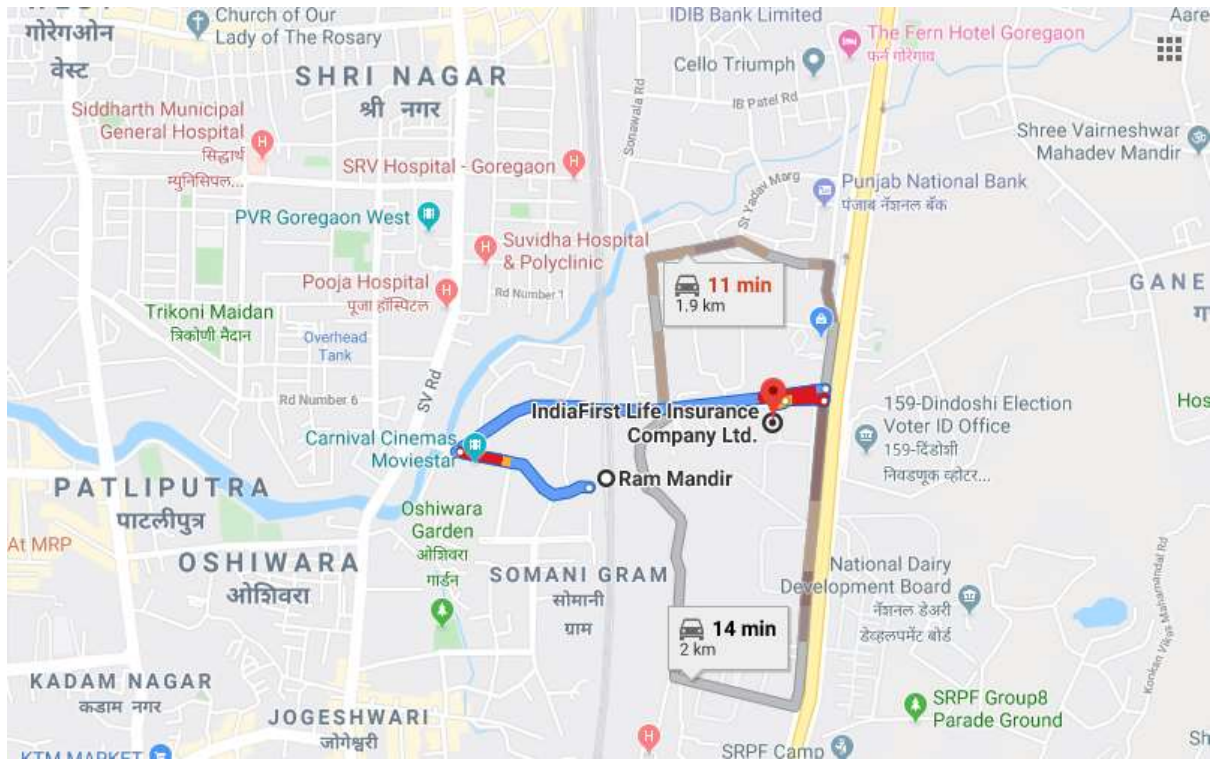 गोरेगओन
वेस्ट
Church of Our
Lady of The Rosary
IDIB Bank Limited
Aare
The Fern Hotel Goregaon
फर्न गोरेगाव
Cello Triumph
SHRI NAGAR
श्री नगर
IB Patel Rd
Sonawala Rd
Siddharth Municipal
General Hospital
सिद्धार्थ
म्युनिसिपल...
SRV Hospital - Goregaon
Shree Vairneshwar
Mahadev Mandir
St Yadav Marg
Punjab National Bank
पंजाब नॅशनल बँक
PVR Goregaon West
Suvidha Hospital
& Polyclinic
Pooja Hospital
पूजा हॉस्पिटल
Rd Number 1
11 min
1.9 km
GANE
Trikoni Maidan
त्रिकोणी मैदान
Overhead
Tank
SV Rd
Rd Number 6
IndiaFirst Life Insurance
Company Ltd.
159-Dindoshi Election
Voter ID Office
159-दिंडोशी
निवडणूक व्होटर...
Hos
Carnival Cinemas
Moviestar
Ram Mandir
PATLIPUTRA
पाटलीपुत्र
At MRP
Oshiwara
Garden
ओशिवरा
गार्डन
OSHIWARA
ओशिवरा
SOMANI GRAM
सोमानी
ग्राम
National Dairy
Development Board
नॅशनल डेअरी
डेव्हलपमेंट बोर्ड
14 min
2 km
KADAM NAGAR
कडाम नगर
JOGESHWARI
जोगेश्वरी
SRPF Group8
Parade Ground
SRPF Camp
Sh
KTM MARKET